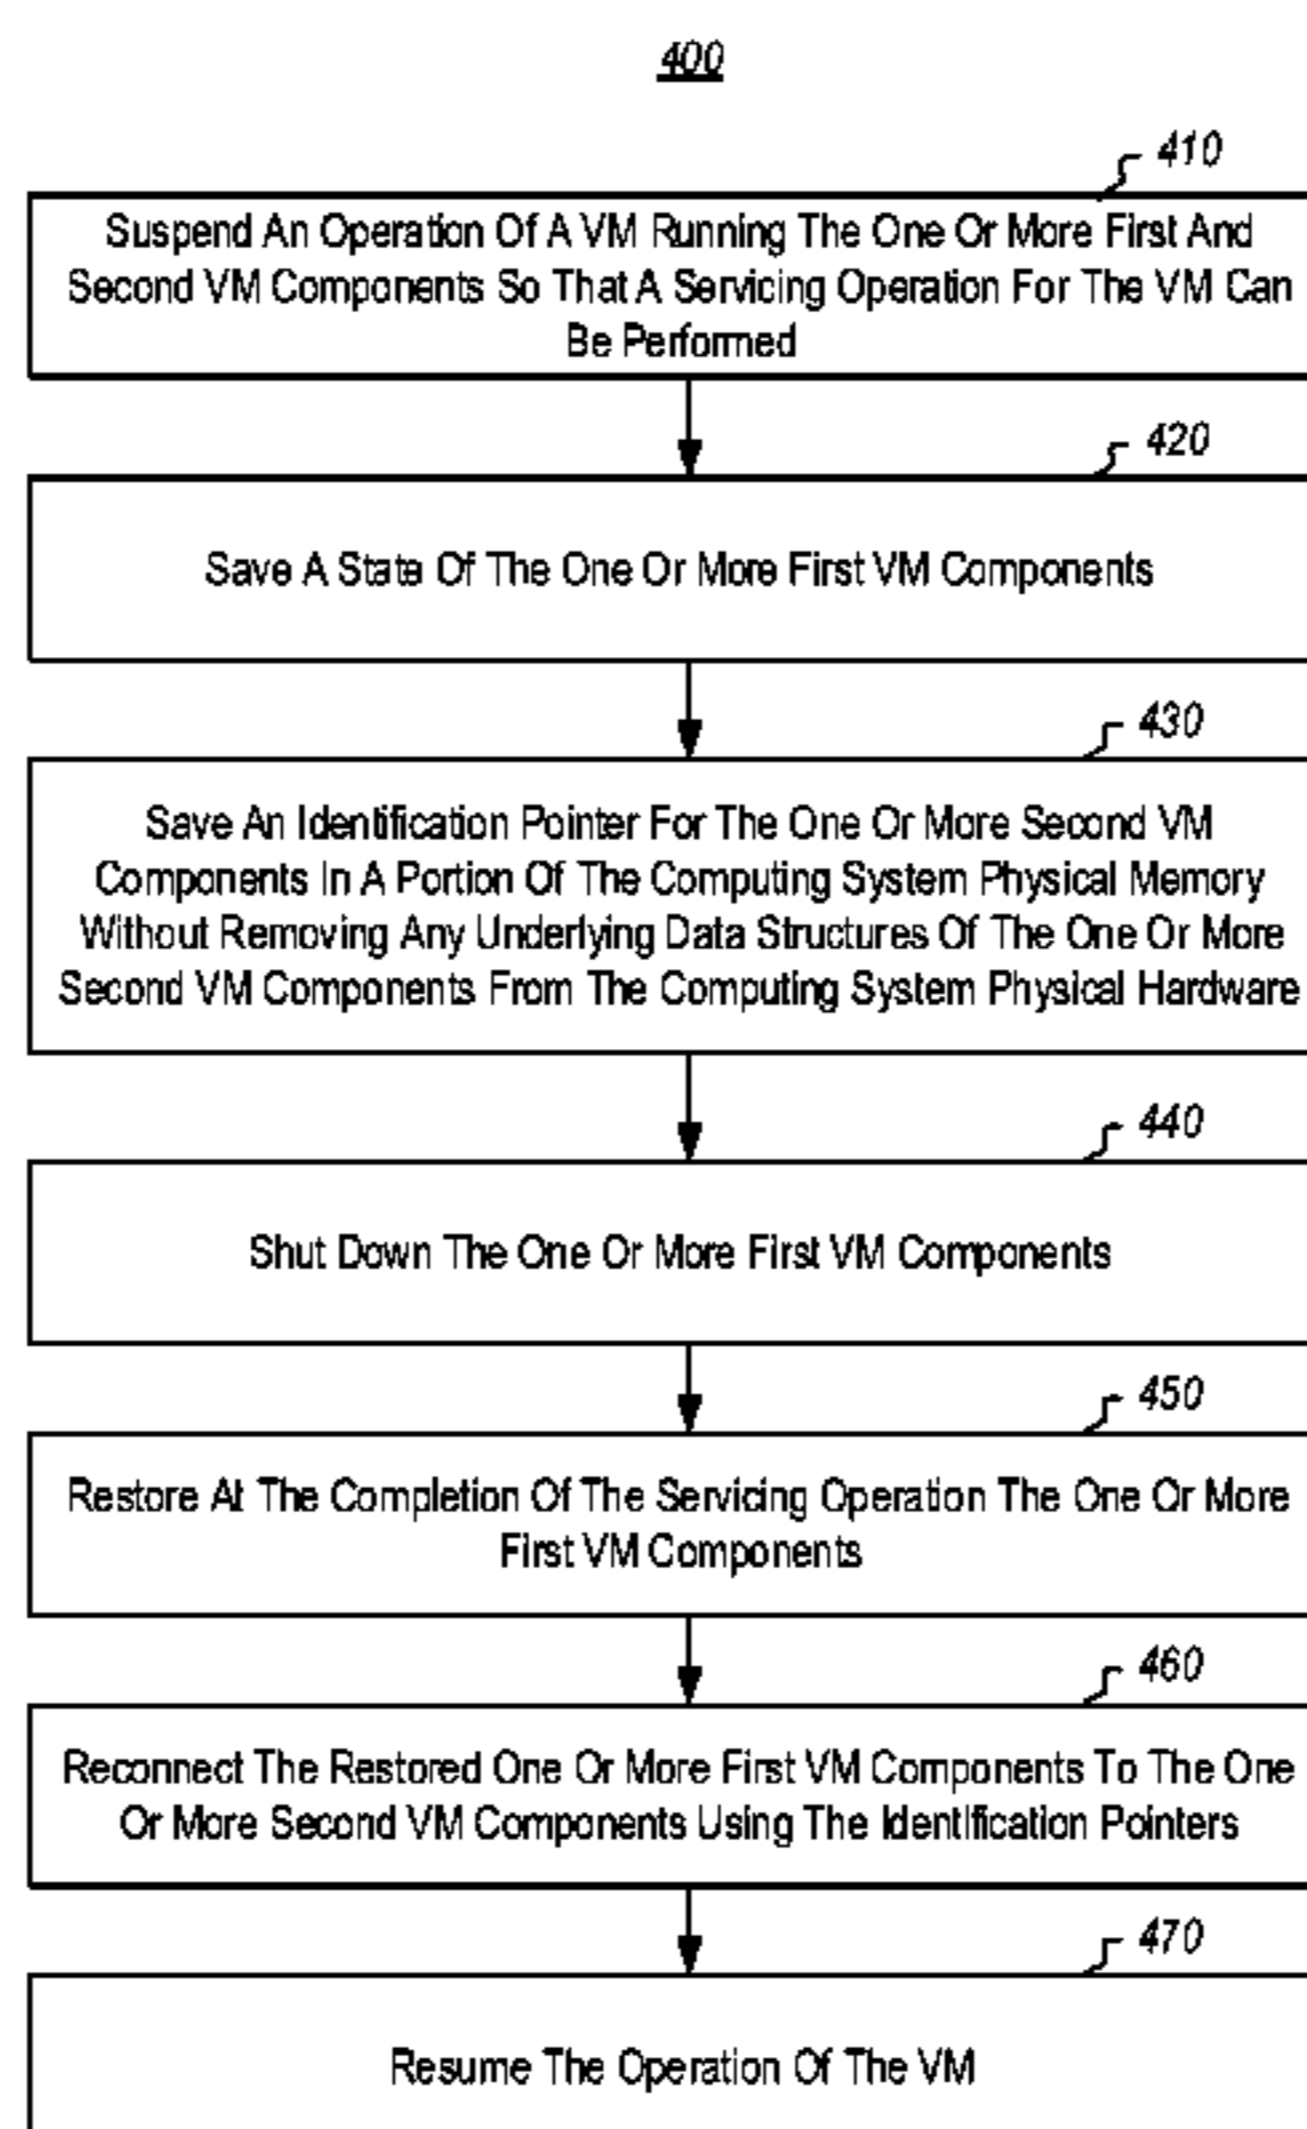 400
410
Suspend An Operation Of A VM Running The One Or More First And
Second VM Components So That A Servicing Operation For The VM Can
Be Performed
420
Save A State Of The One Or More First VM Components
430
Save An Identification Pointer For The One Or More Second VM
Components In A Portion Of The Computing System Physical Memory
Without Removing Any Underlying Data Structures Of The One Or More
Second VM Components From The Computing System Physical Hardware
440
Shut Down The One Or More First VM Components
450
Restore At The Completion Of The Servicing Operation The One Or More
First VM Components
460
Reconnect The Restored One Or More First VM Components To The One
Or More Second VM Components Using The Identification Pointers
470
Resume The Operation Of The VM